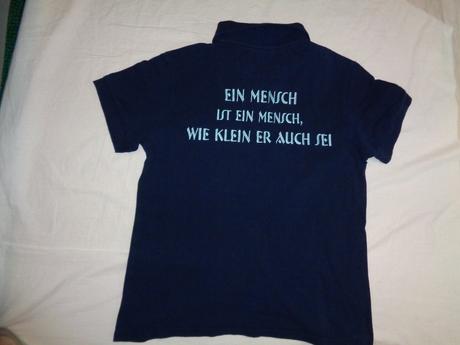 EIN MENSCH
IST EIN MENSCH,
WIE KLEIN ER AUCH SEI